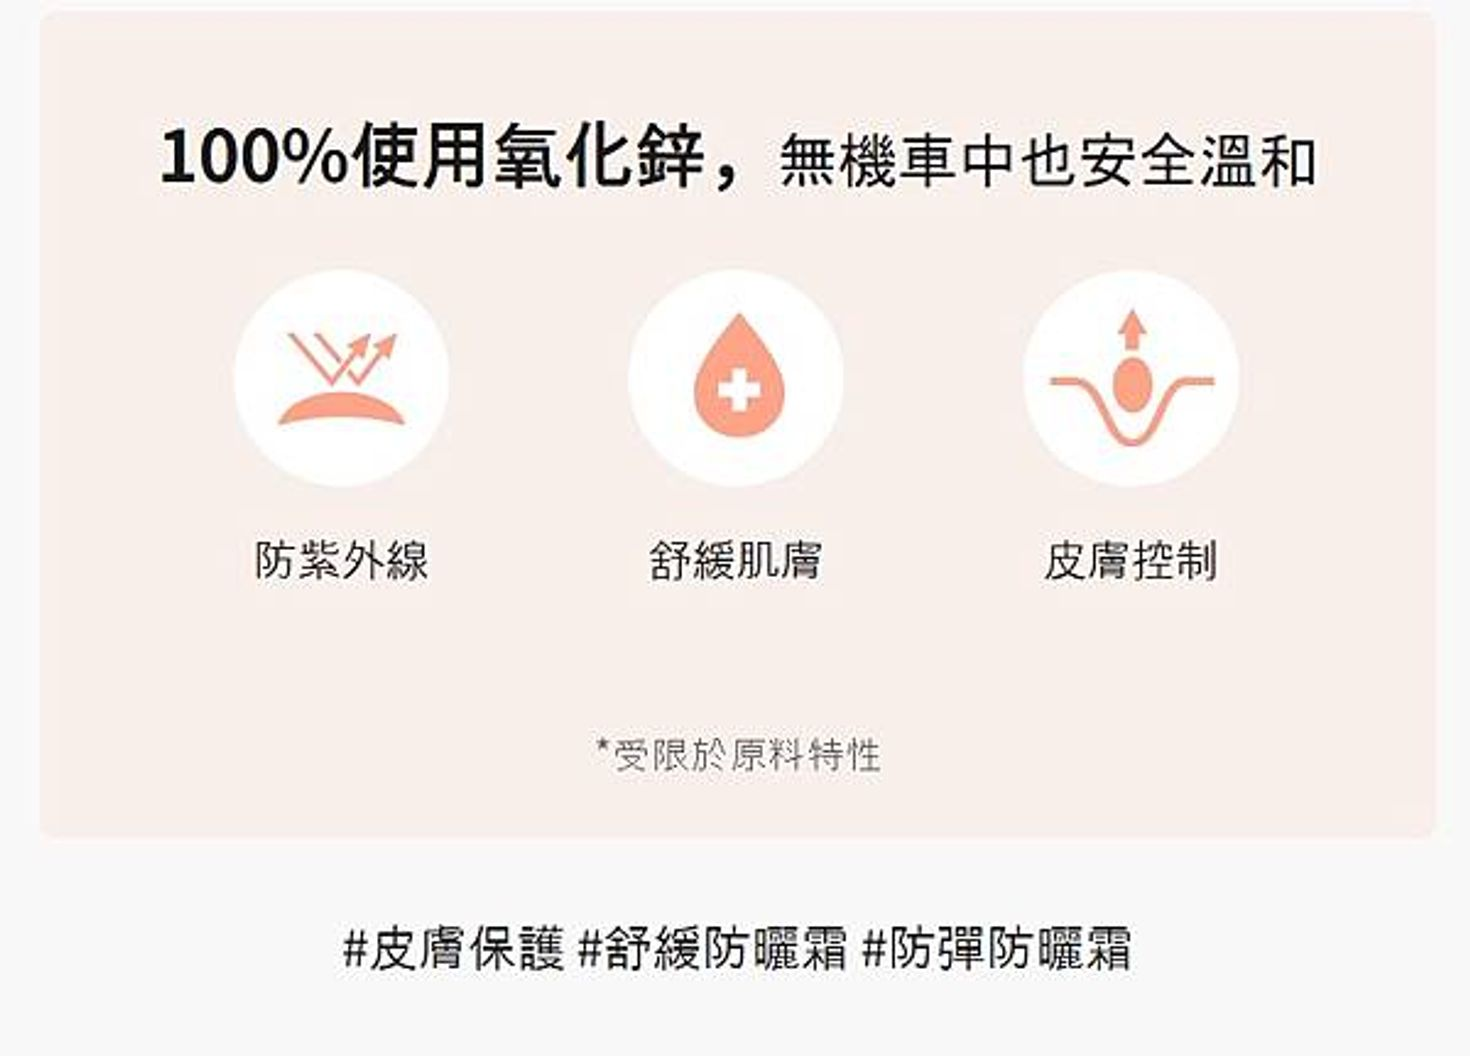 100%使用氧化鋅，無機車中也安全溫和
防紫外線 舒緩肌膚 皮膚控制
*受限於原料特性
#皮膚保護 #舒緩防曬霜 #防彈防曬霜